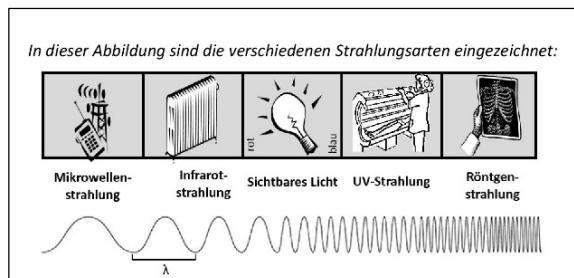 In dieser Abbildung sind die verschiedenen Strahlungsarten eingezeichnet:
rot
blau
Mikrowellen-
strahlung
Infrarot-
strahlung
Sichtbares Licht
UV-Strahlung
Röntgen-
strahlung
λ